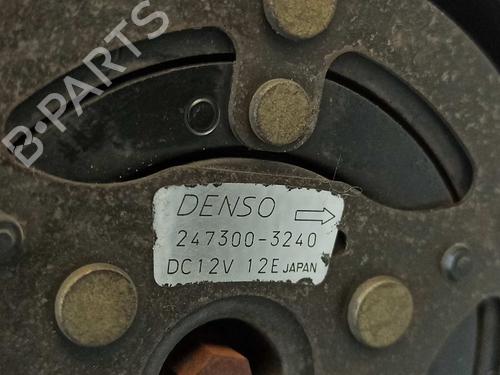 B-PARTS
DENSO
247300-3240
DC12V 12E JAPAN